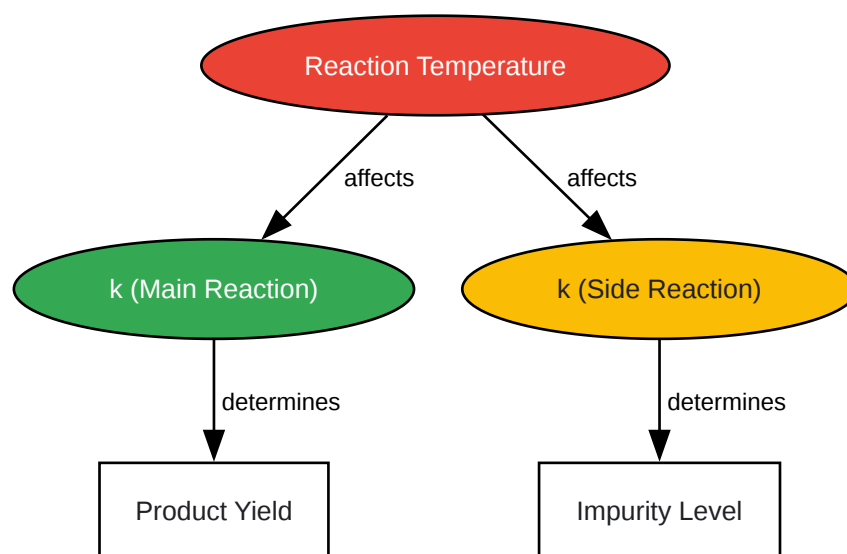 Reaction Temperature
affects
affects
k (Main Reaction)
k (Side Reaction)
determines
determines
Product Yield
Impurity Level